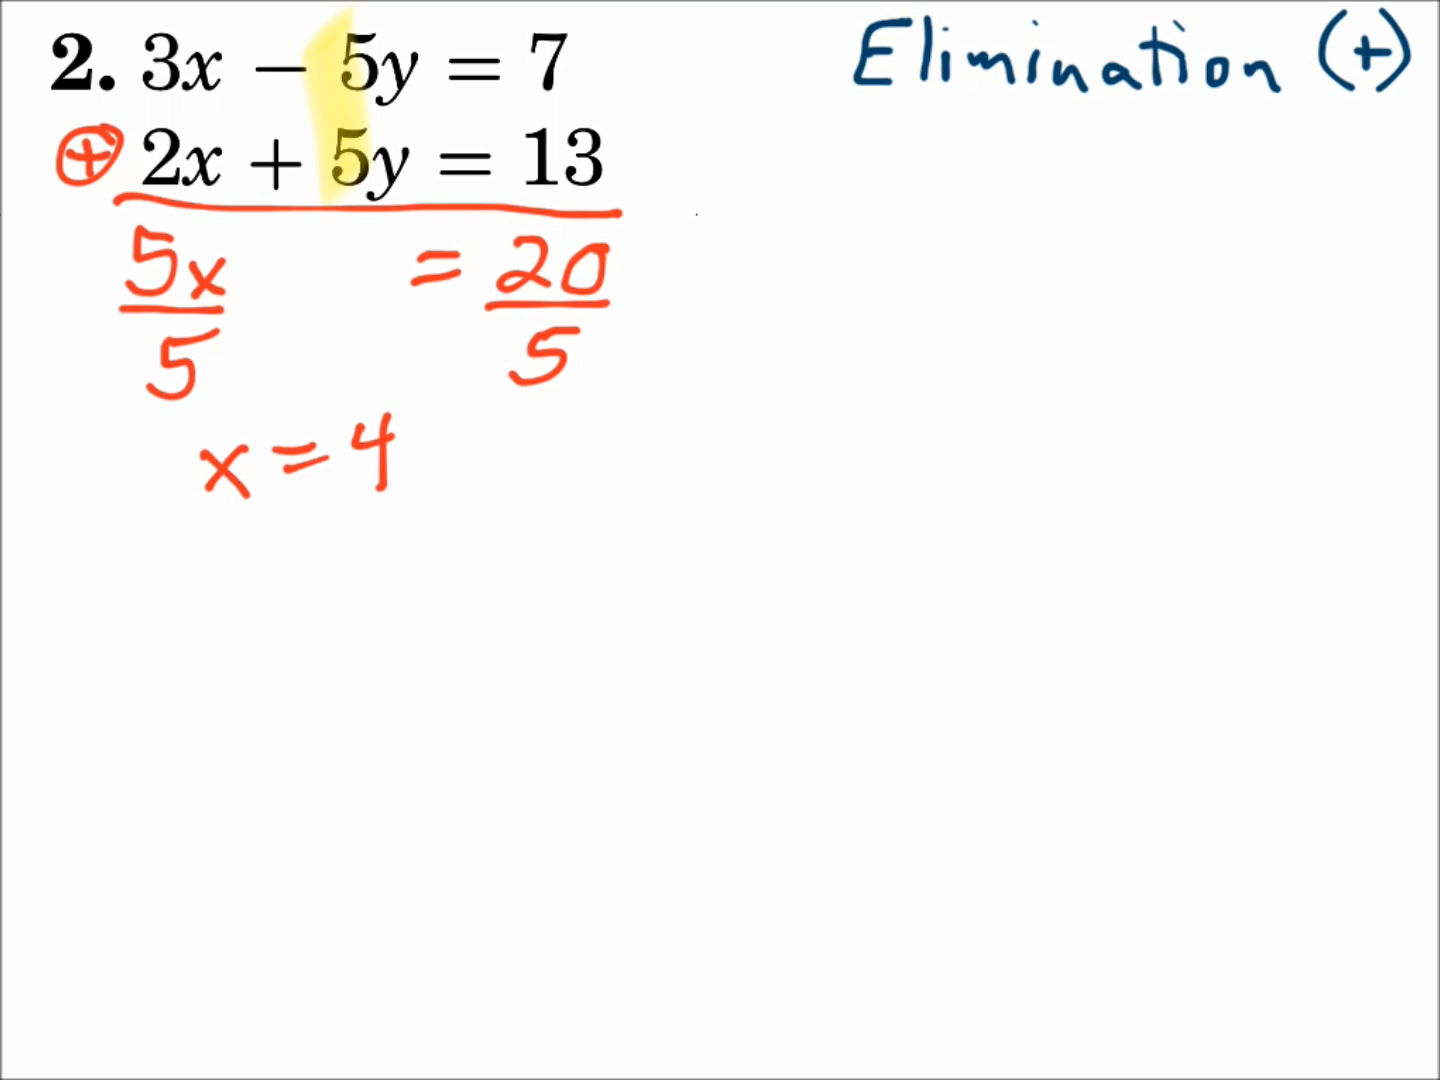 2. 3x − 5y = 7
Elimination (+)
⊕ 2x + 5y = 13
5x = 20
5 5
x = 4